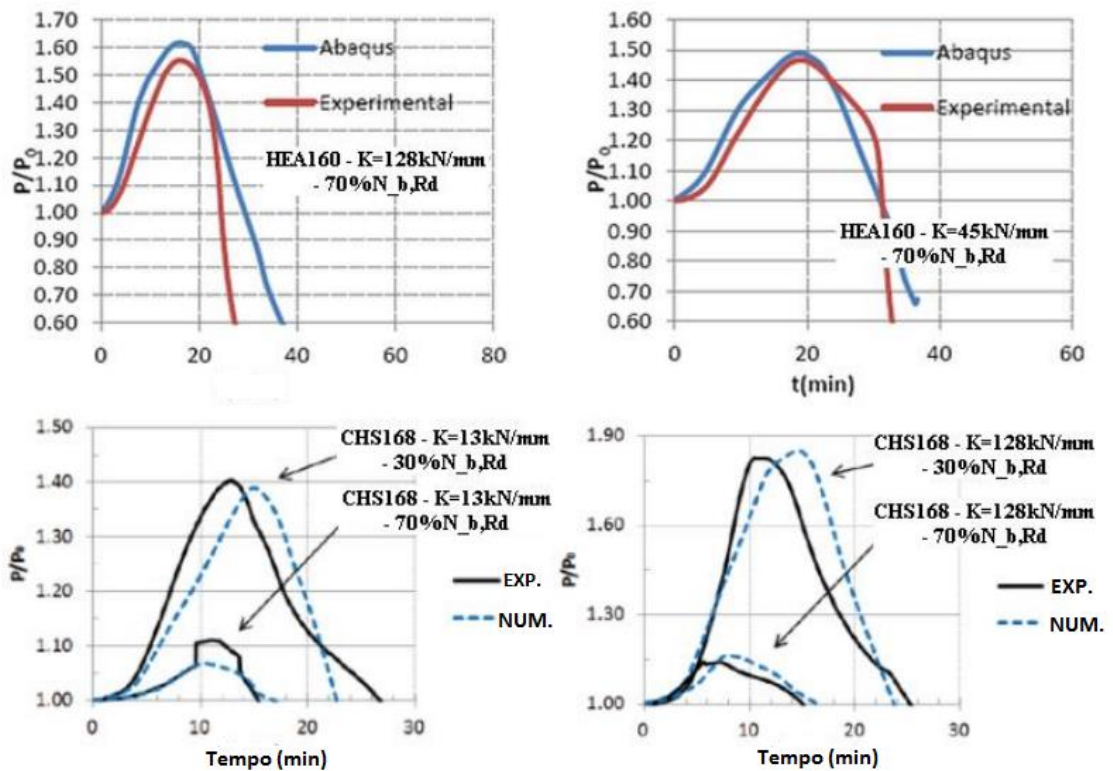 1.70
1.60
1.50
1.40
1.30
1.20
1.10
1.00
0.90
0.80
0.70
0.60
P/P0
Abaqus
Experimental
HEA160 - K=128kN/mm
- 70%N_b,Rd
0 20 40 60 80
1.60
1.50
1.40
1.30
1.20
1.10
1.00
0.90
0.80
0.70
0.60
P/P0
Abaqus
Experimental
HEA160 - K=45kN/mm
- 70%N_b,Rd
0 20 40 60
t(min)
1.50
1.40
1.30
1.20
1.10
1.00
P/P0
CHS168 - K=13kN/mm
- 30%N_b,Rd
CHS168 - K=13kN/mm
- 70%N_b,Rd
EXP.
NUM.
0 10 20 30
Tempo (min)
1.90
1.60
1.30
1.00
P/P0
CHS168 - K=128kN/mm
- 30%N_b,Rd
CHS168 - K=128kN/mm
- 70%N_b,Rd
EXP.
NUM.
0 10 20 30
Tempo (min)